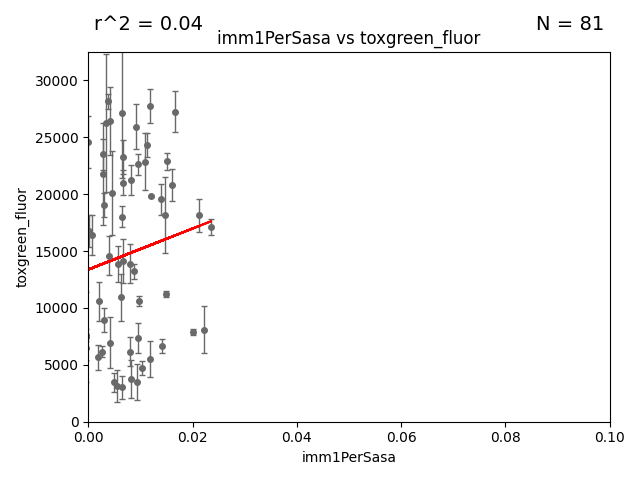 r^2 = 0.04
N = 81
imm1PerSasa vs toxgreen_fluor
30000
25000
20000
15000
10000
5000
0
toxgreen_fluor
0.00
0.02
0.04
0.06
0.08
0.10
imm1PerSasa